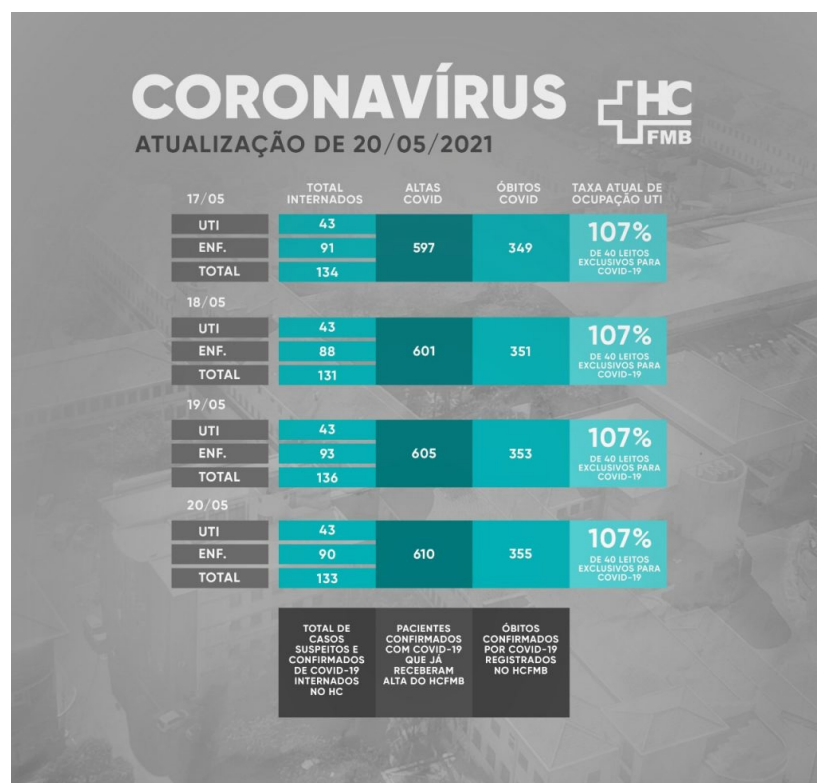 CORONAVÍRUS
HC
FMB
ATUALIZAÇÃO DE 20/05/2021
17/05
TOTAL
INTERNADOS
ALTAS
COVID
ÓBITOS
COVID
TAXA ATUAL DE
OCUPAÇÃO UTI
UTI
43
ENF.
91
TOTAL
134
597
349
107%
DE 40 LEITOS
EXCLUSIVOS PARA
COVID-19
18/05
UTI
43
ENF.
88
TOTAL
131
601
351
107%
DE 40 LEITOS
EXCLUSIVOS PARA
COVID-19
19/05
UTI
43
ENF.
93
TOTAL
136
605
353
107%
DE 40 LEITOS
EXCLUSIVOS PARA
COVID-19
20/05
UTI
43
ENF.
90
TOTAL
133
610
355
107%
DE 40 LEITOS
EXCLUSIVOS PARA
COVID-19
TOTAL DE
CASOS
SUSPEITOS E
CONFIRMADOS
DE COVID-19
INTERNADOS
NO HC
PACIENTES
CONFIRMADOS
COM COVID-19
QUE JÁ
RECEBERAM
ALTA DO HCFMB
ÓBITOS
CONFIRMADOS
POR COVID-19
REGISTRADOS
NO HCFMB